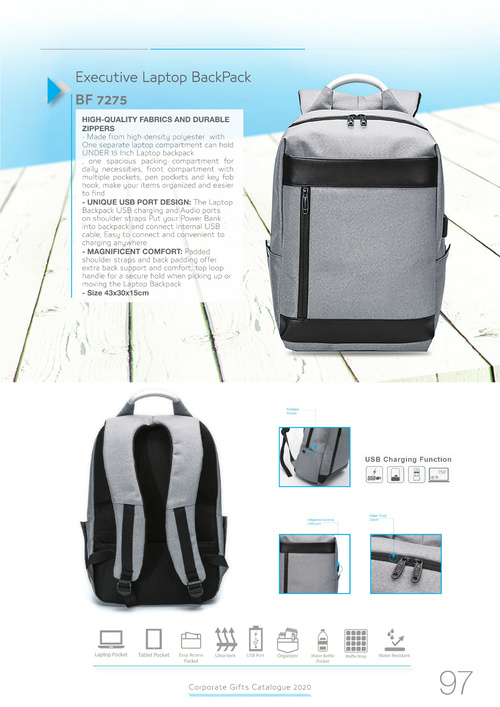 Executive Laptop BackPack
BF 7275
HIGH-QUALITY FABRICS AND DURABLE
ZIPPERS
- Made from high-density polyester with
One separate laptop compartment can hold
UNDER 15 Inch Laptop backpack
, one spacious packing compartment for
daily necessities, front compartment with
multiple pockets, pen pockets and key fob
hook, make your items organized and easier
to find
- UNIQUE USB PORT DESIGN: The Laptop
Backpack USB charging and Audio ports
on shoulder straps Put your Power Bank
into backpack and connect internal USB
cable, Easy to connect and convenient to
charging anywhere
- MAGNIFICENT COMFORT: Padded
shoulder straps and back padding offer
extra back support and comfort, top loop
handle for a secure hold when picking up or
moving the Laptop Backpack
- Size 43x30x15cm
USB Charging Function
USB
Laptop Pocket
Tablet Pocket
Easy Access
Pocket
Ultra Vent
USB Port
Organizer
Water Bottle
Pocket
Water Resistant
Corporate Gifts Catalogue 2020
97